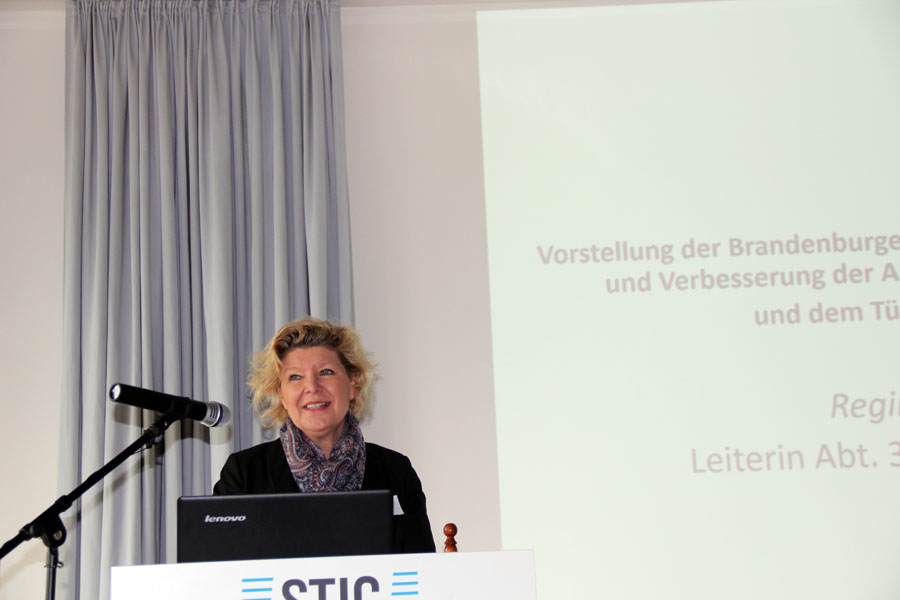 Vorstellung der Brandenburge
und Verbesserung der A
und dem Tü
Regi
Leiterin Abt. 3
lenovo
STIC